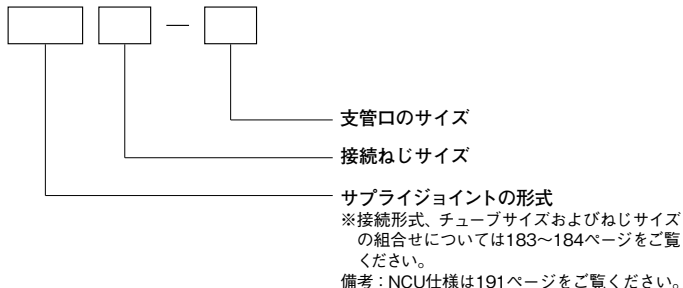 支管口のサイズ
接続ねじサイズ
サプライジョイントの形式
※接続形式、チューブサイズおよびねじサイズ
の組合せについては183〜184ページをご覧
ください。
備考：NCU仕様は191ページをご覧ください。